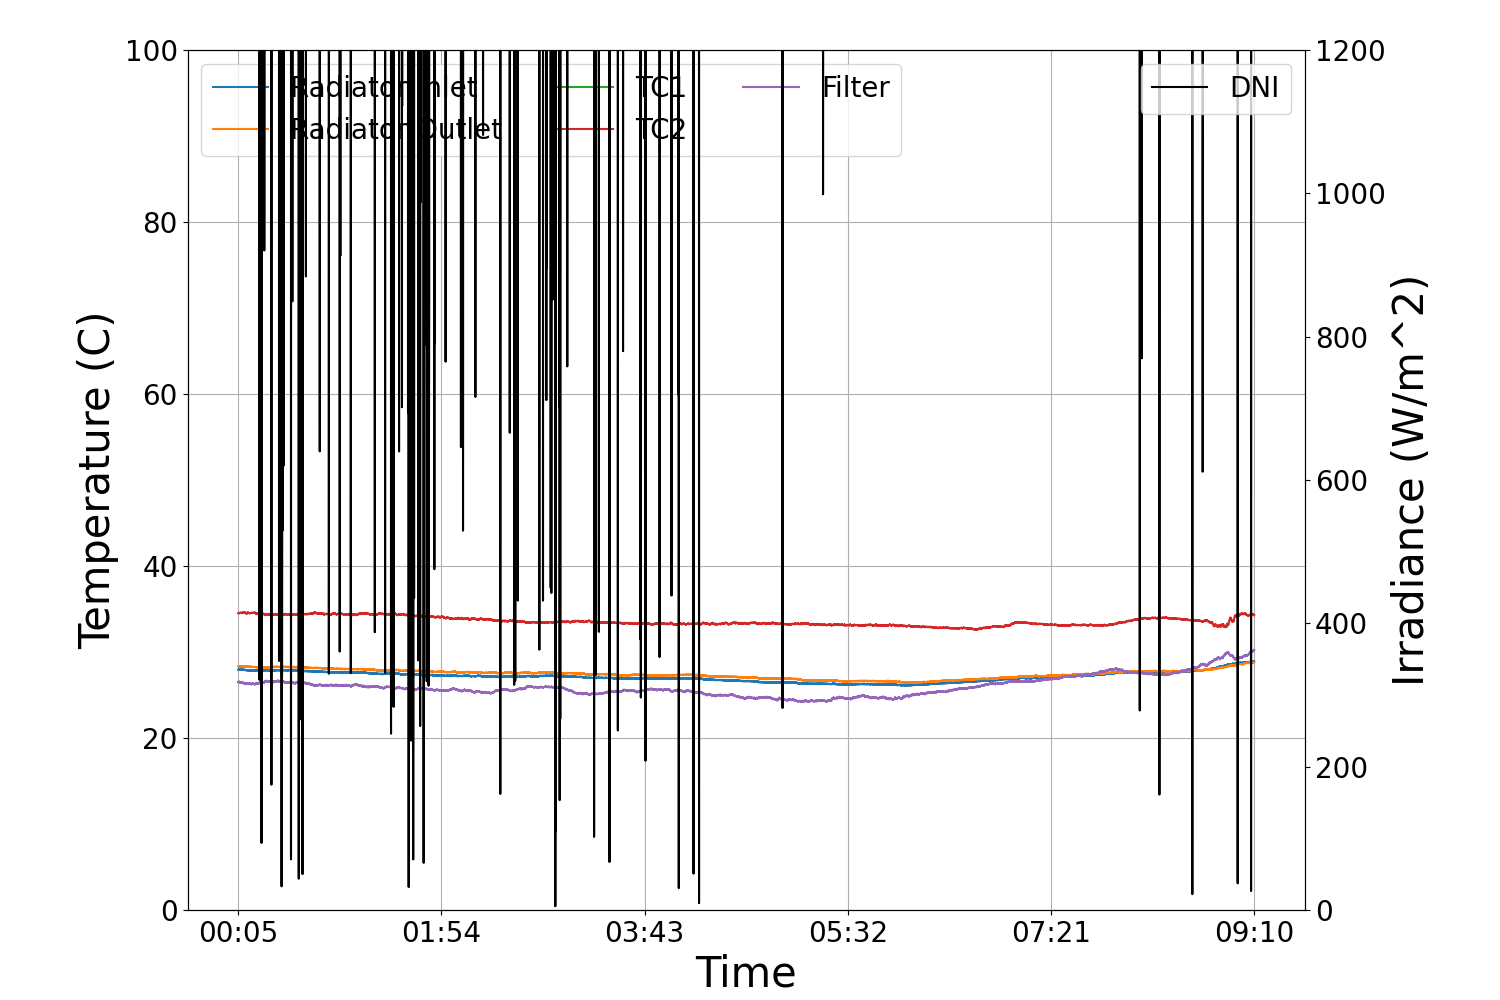 100
80
60
40
20
0
Temperature (C)
Radiator Inlet
Radiator Outlet
TC1
TC2
Filter
DNI
1200
1000
800
600
400
200
0
Irradiance (W/m^2)
00:05 01:54 03:43 05:32 07:21 09:10
Time